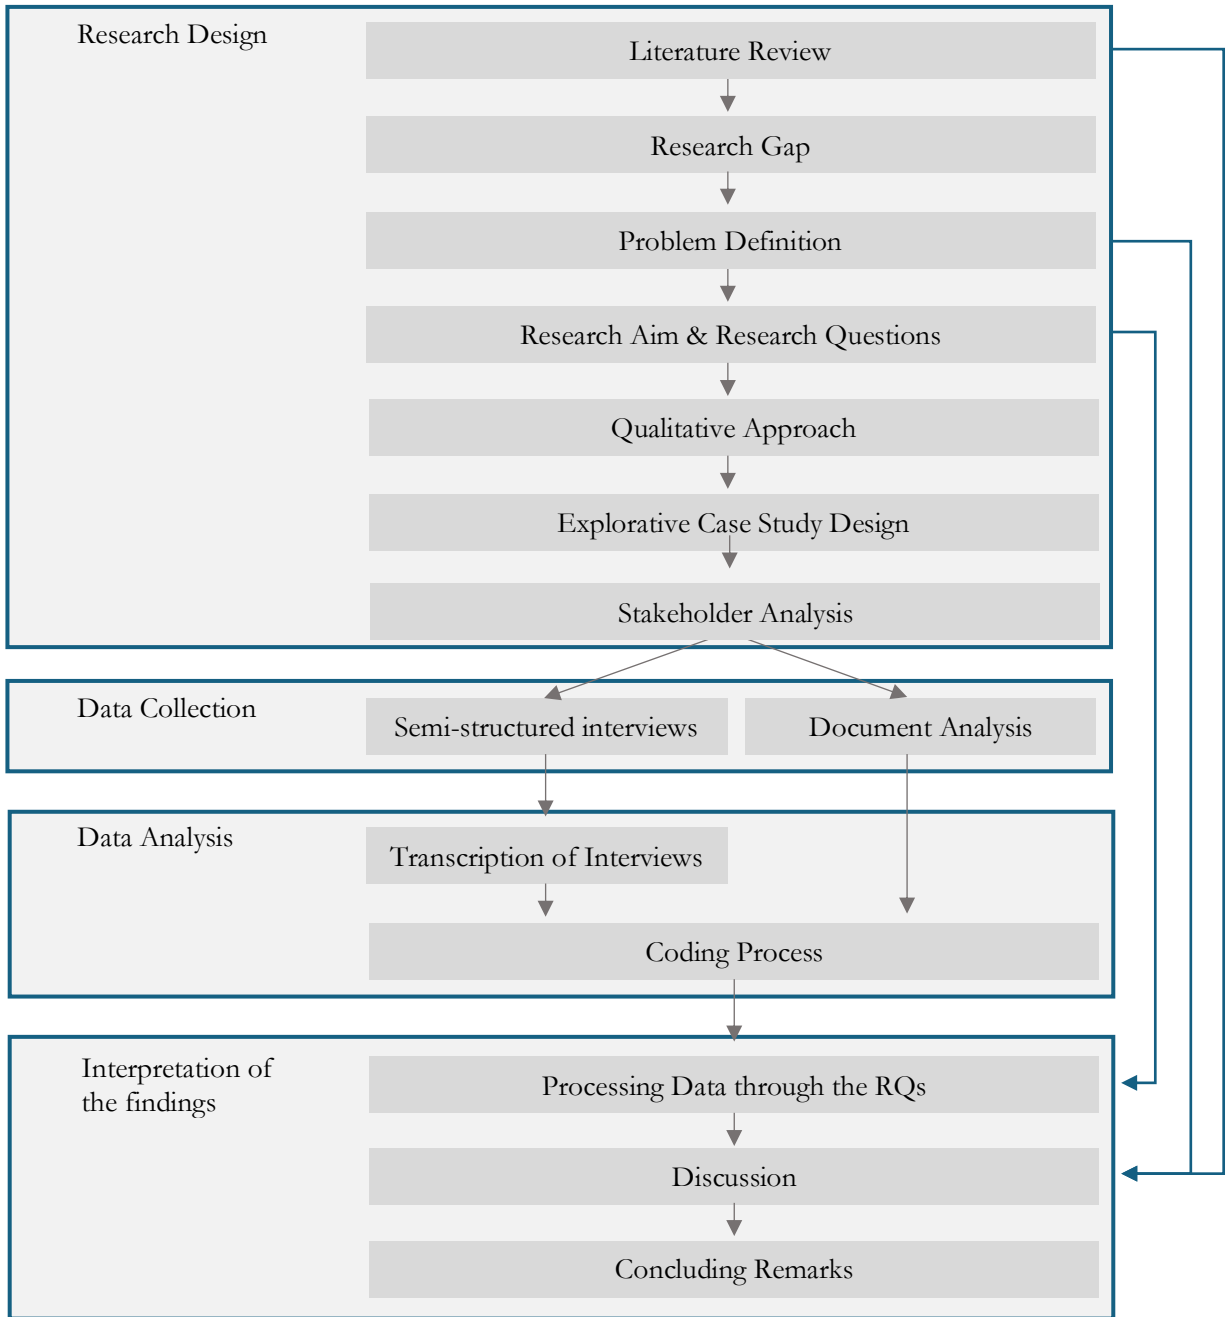 Research Design
Literature Review
Research Gap
Problem Definition
Research Aim & Research Questions
Qualitative Approach
Explorative Case Study Design
Stakeholder Analysis
Data Collection
Semi-structured interviews
Document Analysis
Data Analysis
Transcription of Interviews
Coding Process
Interpretation of
the findings
Processing Data through the RQs
Discussion
Concluding Remarks